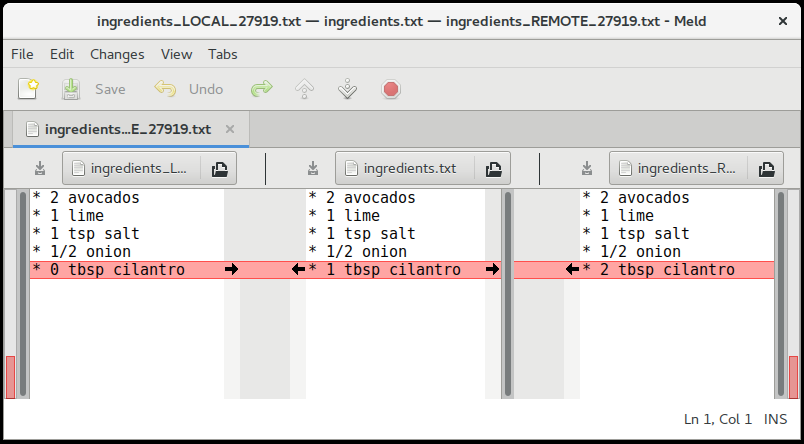 ingredients_LOCAL_27919.txt — ingredients.txt — ingredients_REMOTE_27919.txt - Meld
File Edit Changes View Tabs
Save Undo
ingredients...E_27919.txt
ingredients_L... ingredients.txt ingredients_R...
* 2 avocados * 2 avocados * 2 avocados
* 1 lime * 1 lime * 1 lime
* 1 tsp salt * 1 tsp salt * 1 tsp salt
* 1/2 onion * 1/2 onion * 1/2 onion
* 0 tbsp cilantro * 1 tbsp cilantro * 2 tbsp cilantro
Ln 1, Col 1 INS